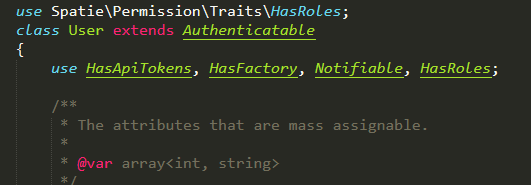 use Spatie\Permission\Traits\HasRoles;
class User extends Authenticatable
{
use HasApiTokens, HasFactory, Notifiable, HasRoles;
/**
* The attributes that are mass assignable.
*
* @var array<int, string>
*/